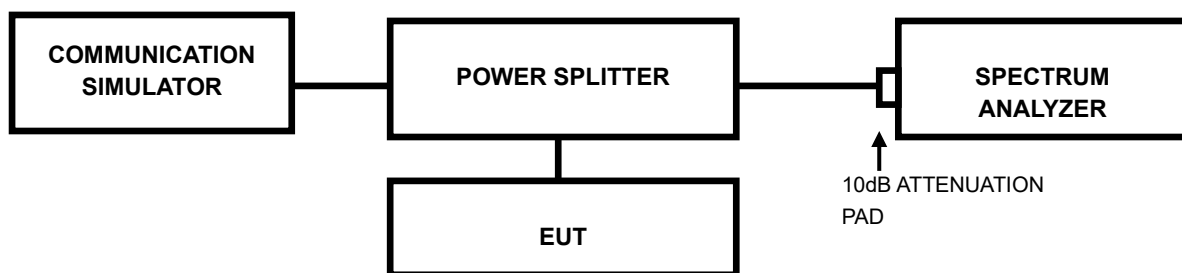 COMMUNICATION
SIMULATOR
POWER SPLITTER
SPECTRUM
ANALYZER
10dB ATTENUATION
PAD
EUT